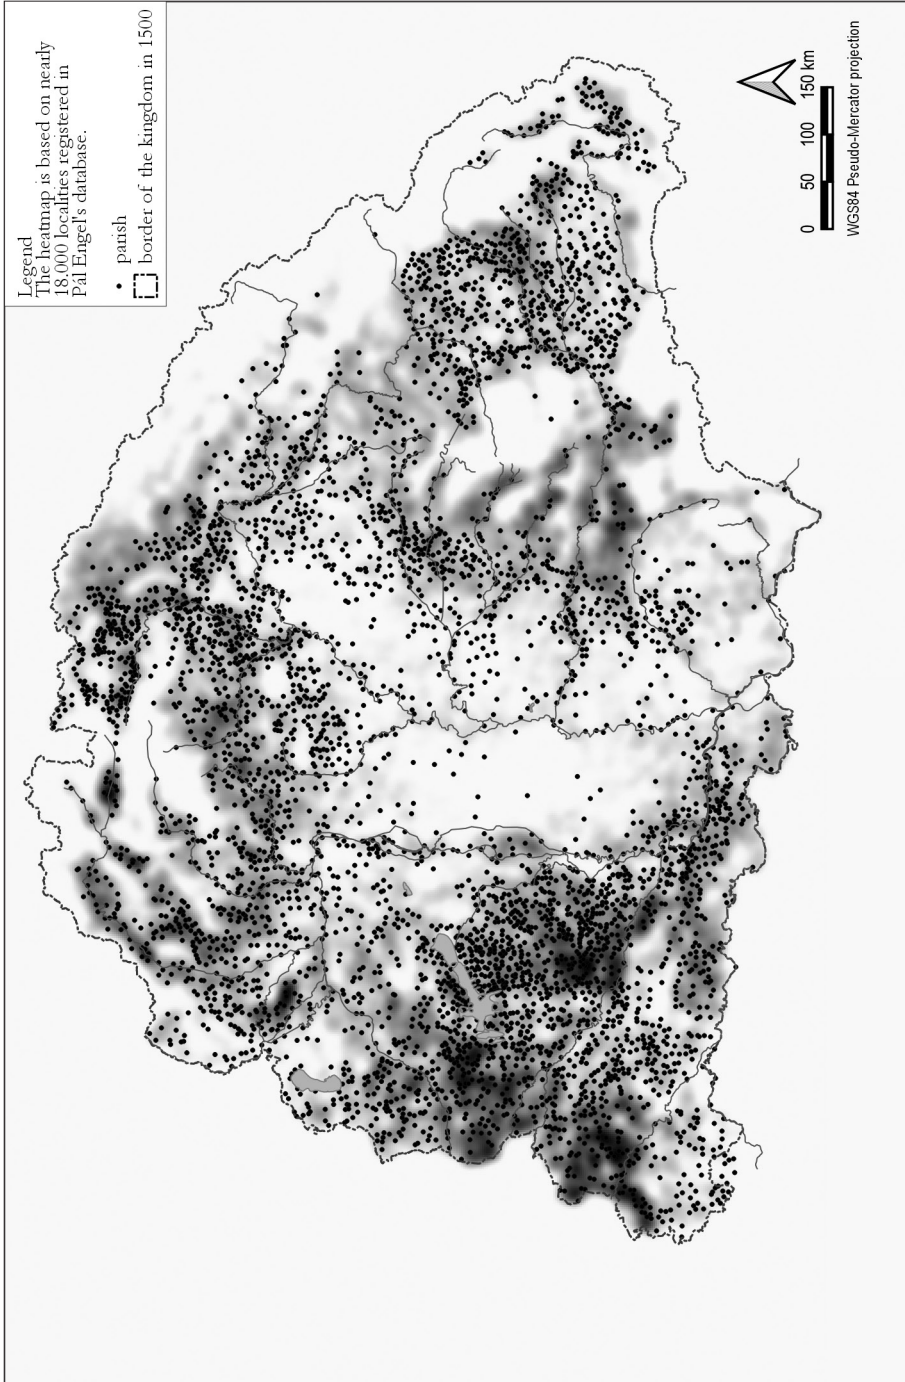 Legend
The heatmap is based on nearly
18.000 localities registered in
Pál Engel's database.
parish
border of the kingdom in 1500
0 50 100 150 km
WGS84 Pseudo-Mercator projection